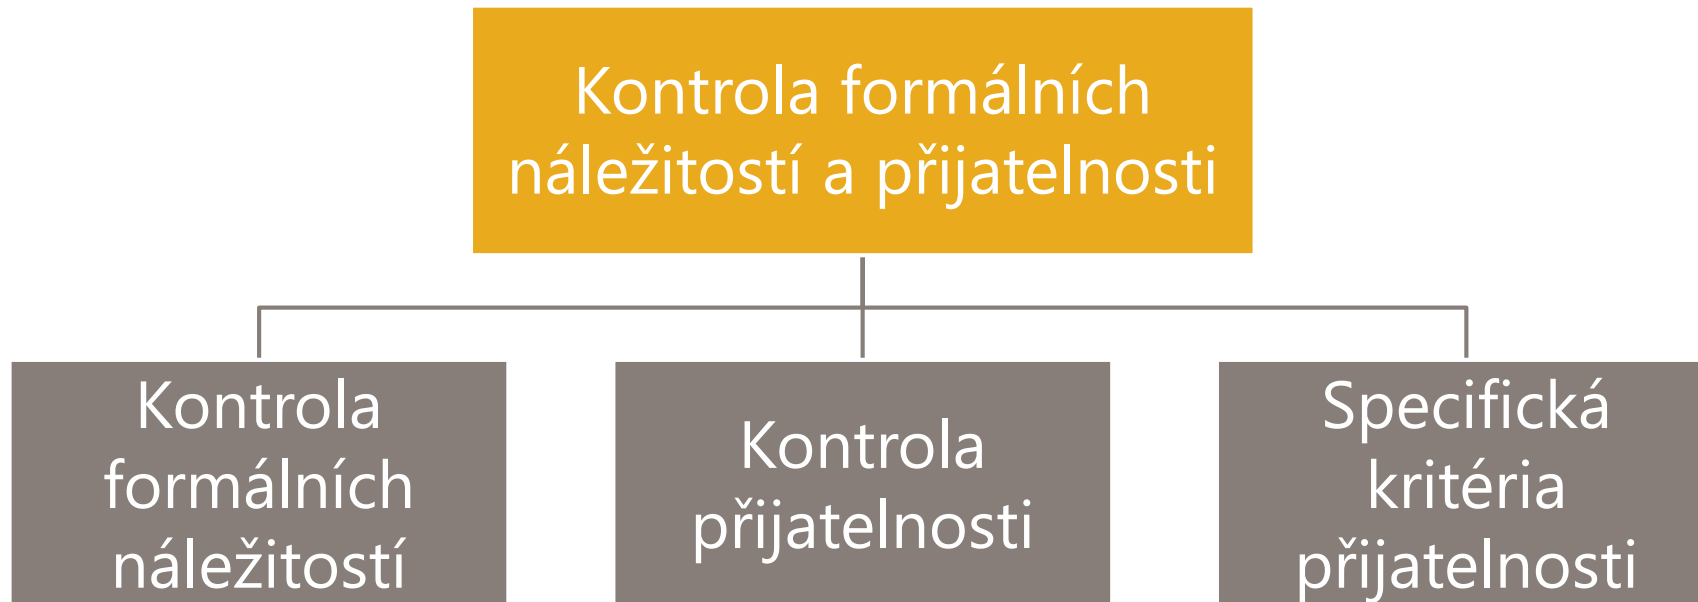 Kontrola formálních
náležitostí a přijatelnosti
Kontrola
formálních
náležitostí
Kontrola
přijatelnosti
Specifická
kritéria
přijatelnosti